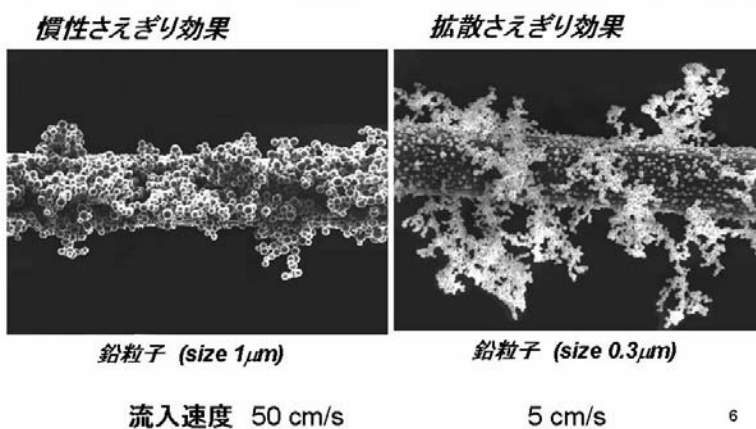 慣性さえぎり効果
拡散さえぎり効果
鉛粒子 (size 1μm)
鉛粒子 (size 0.3μm)
流入速度 50 cm/s
5 cm/s
6